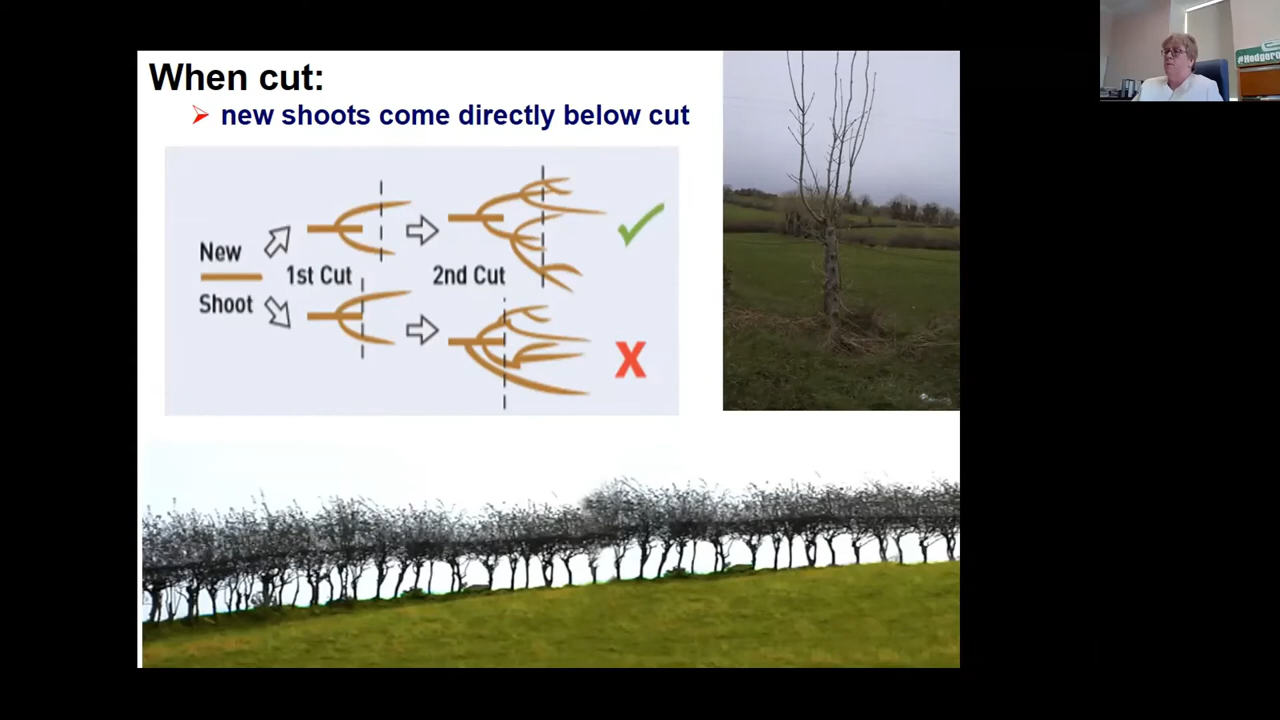 When cut:
new shoots come directly below cut
New
Shoot
1st Cut
2nd Cut
X